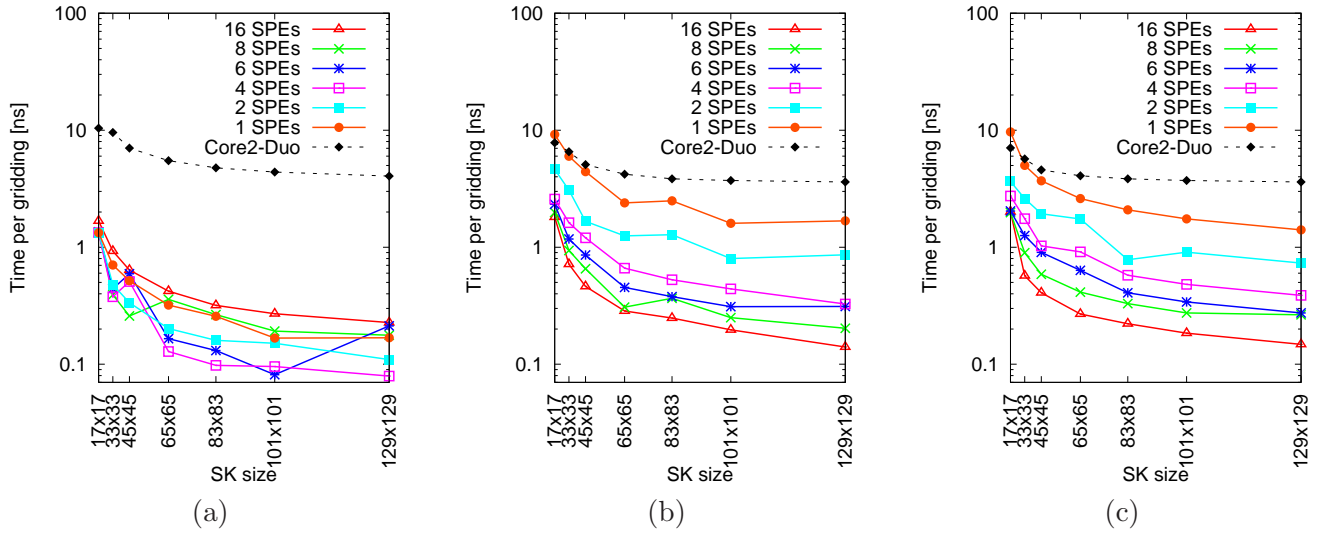 Time per gridding [ns]
100
10
1
0.1
16 SPEs
8 SPEs
6 SPEs
4 SPEs
2 SPEs
1 SPEs
Core2-Duo
17x17
33x33
45x45
65x65
83x83
101x101
129x129
SK size
(a)
Time per gridding [ns]
100
10
1
0.1
16 SPEs
8 SPEs
6 SPEs
4 SPEs
2 SPEs
1 SPEs
Core2-Duo
17x17
33x33
45x45
65x65
83x83
101x101
129x129
SK size
(b)
Time per gridding [ns]
100
10
1
0.1
16 SPEs
8 SPEs
6 SPEs
4 SPEs
2 SPEs
1 SPEs
Core2-Duo
17x17
33x33
45x45
65x65
83x83
101x101
129x129
SK size
(c)